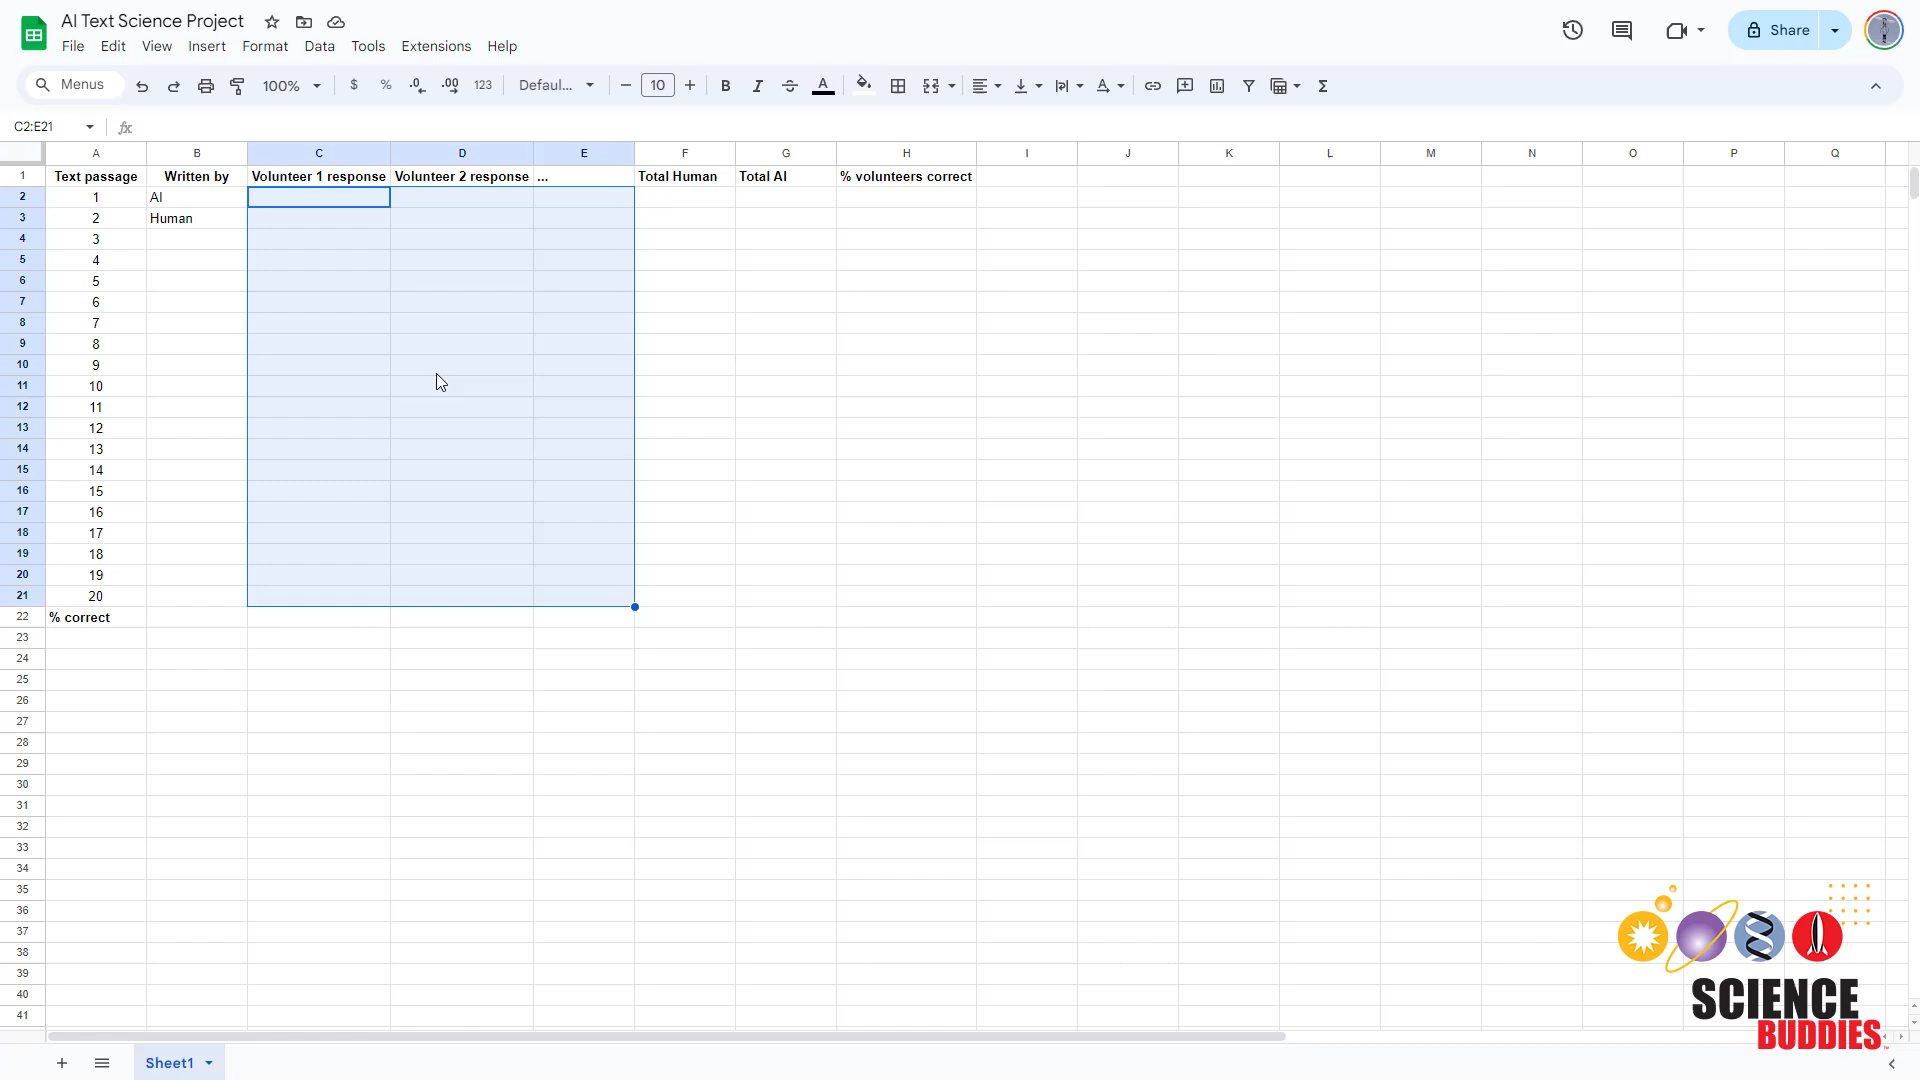 AI Text Science Project
File Edit View Insert Format Data Tools Extensions Help
Share
Menus 100% $ % .0 .00 123 Defaul... 10 B I A
C2:E21 fx
A B C D E F G H I J K L M N O P Q
1 Text passage Written by Volunteer 1 response Volunteer 2 response ... Total Human Total AI % volunteers correct
2 1 AI
3 2 Human
4 3
5 4
6 5
7 6
8 7
9 8
10 9
11 10
12 11
13 12
14 13
15 14
16 15
17 16
18 17
19 18
20 19
21 20
22 % correct
23
24
25
26
27
28
29
30
31
32
33
34
35
36
37
38
39
40
41
SCIENCE
BUDDIES
Sheet1